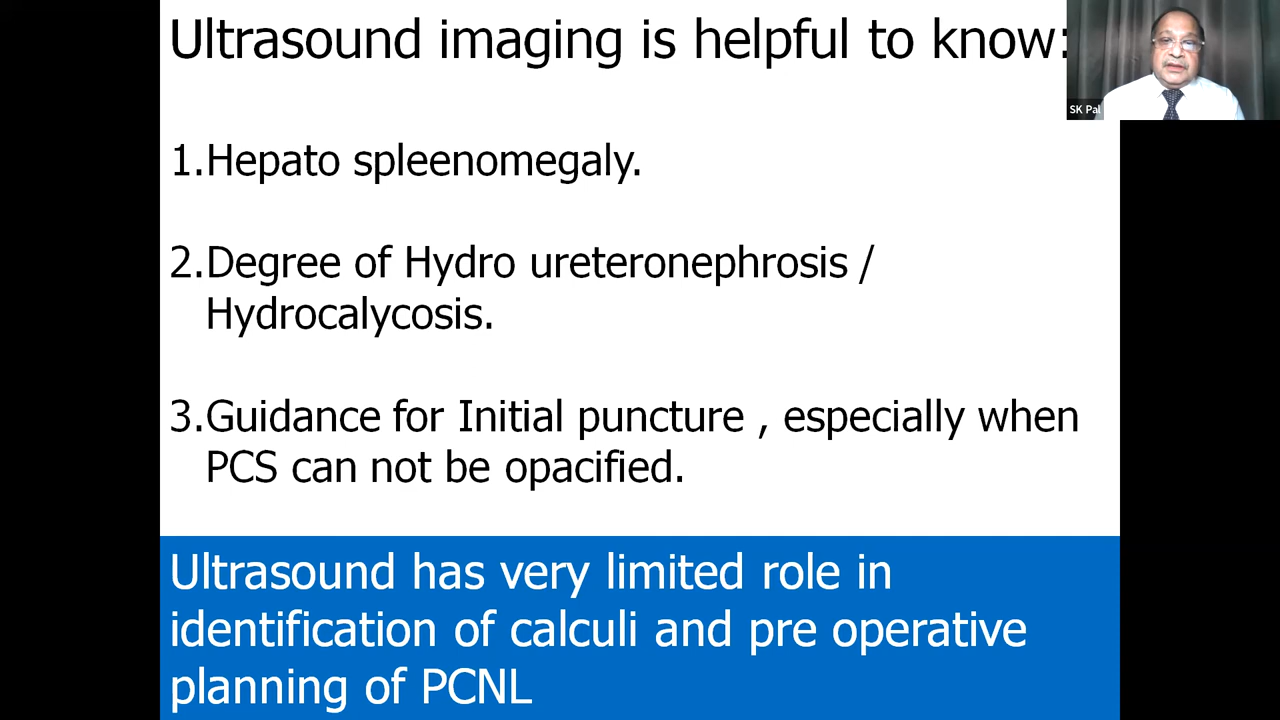 Ultrasound imaging is helpful to know:
SK Pal
1.Hepato spleenomegaly.
2.Degree of Hydro ureteronephrosis /
Hydrocalycosis.
3.Guidance for Initial puncture , especially when
PCS can not be opacified.
Ultrasound has very limited role in
identification of calculi and pre operative
planning of PCNL